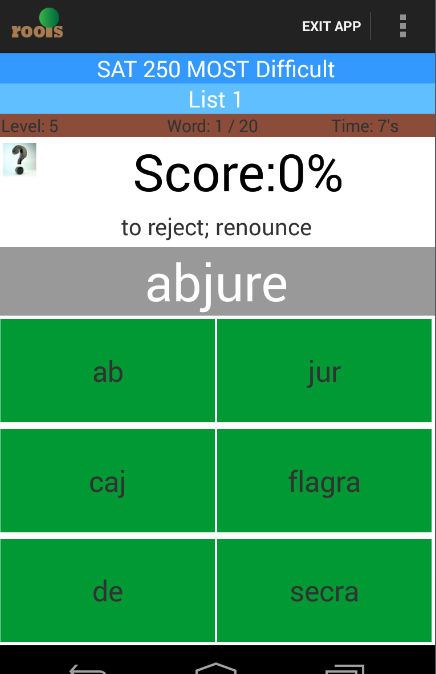 roots
EXIT APP
SAT 250 MOST Difficult
List 1
Level: 5 Word: 1 / 20 Time: 7's
?
Score:0%
to reject; renounce
abjure
ab jur
caj flagra
de secra